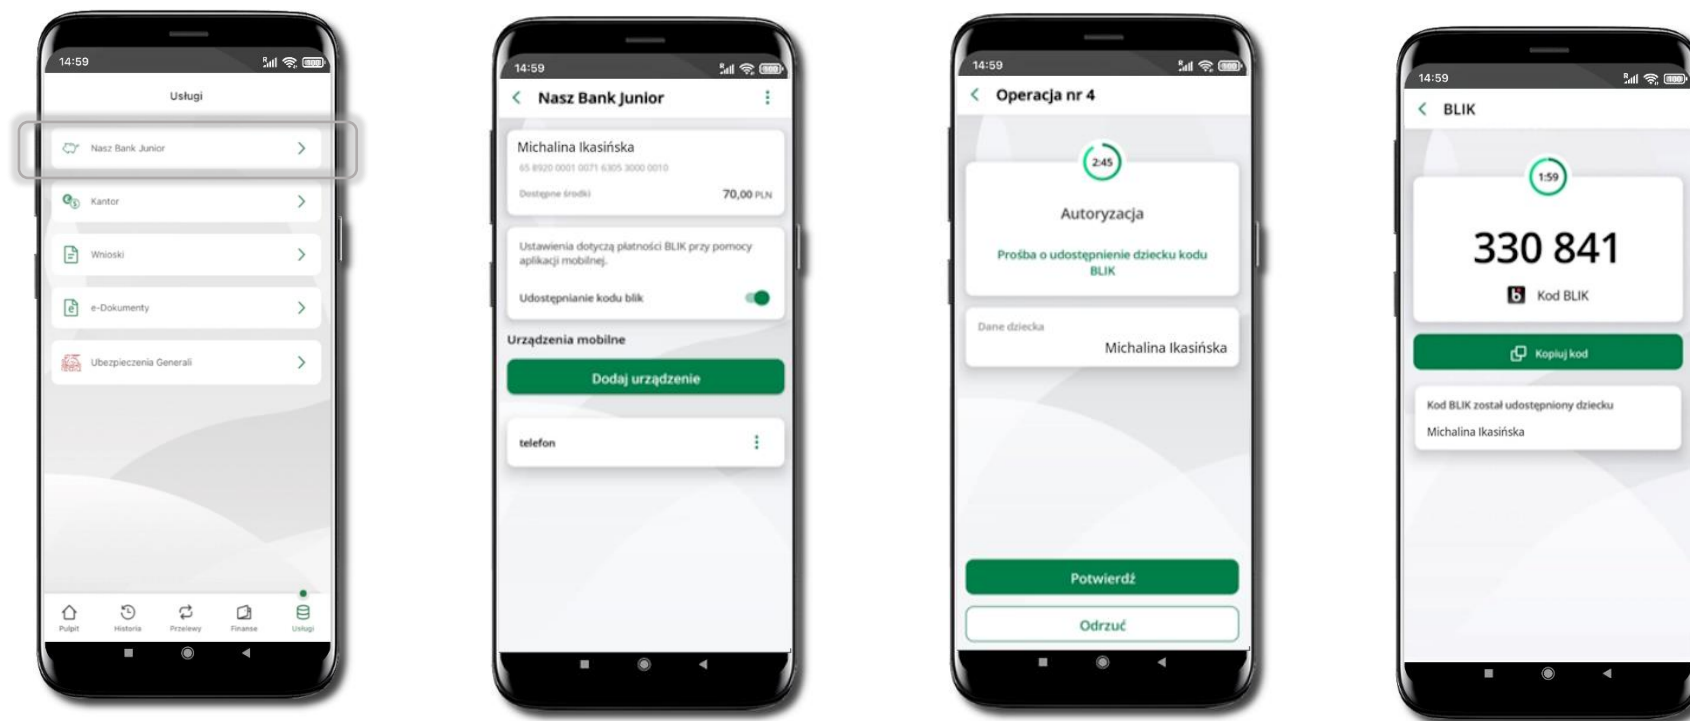 14:59
Usługi
Nasz Bank Junior
Kantor
Wnioski
e-Dokumenty
Ubezpieczenia Generali
Pulpit Historia Przelewy Finanse Usługi
14:59
Nasz Bank Junior
Michalina Ikasińska
65 8920 0001 0071 6305 3000 0010
Dostępne środki 70,00 PLN
Ustawienia dotyczą płatności BLIK przy pomocy
aplikacji mobilnej.
Udostępnianie kodu blik
Urządzenia mobilne
Dodaj urządzenie
telefon
14:59
Operacja nr 4
2:45
Autoryzacja
Prośba o udostępnienie dziecku kodu
BLIK
Dane dziecka
Michalina Ikasińska
Potwierdź
Odrzuć
14:59
BLIK
1:59
330 841
Kod BLIK
Kopiuj kod
Kod BLIK został udostępniony dziecku
Michalina Ikasińska